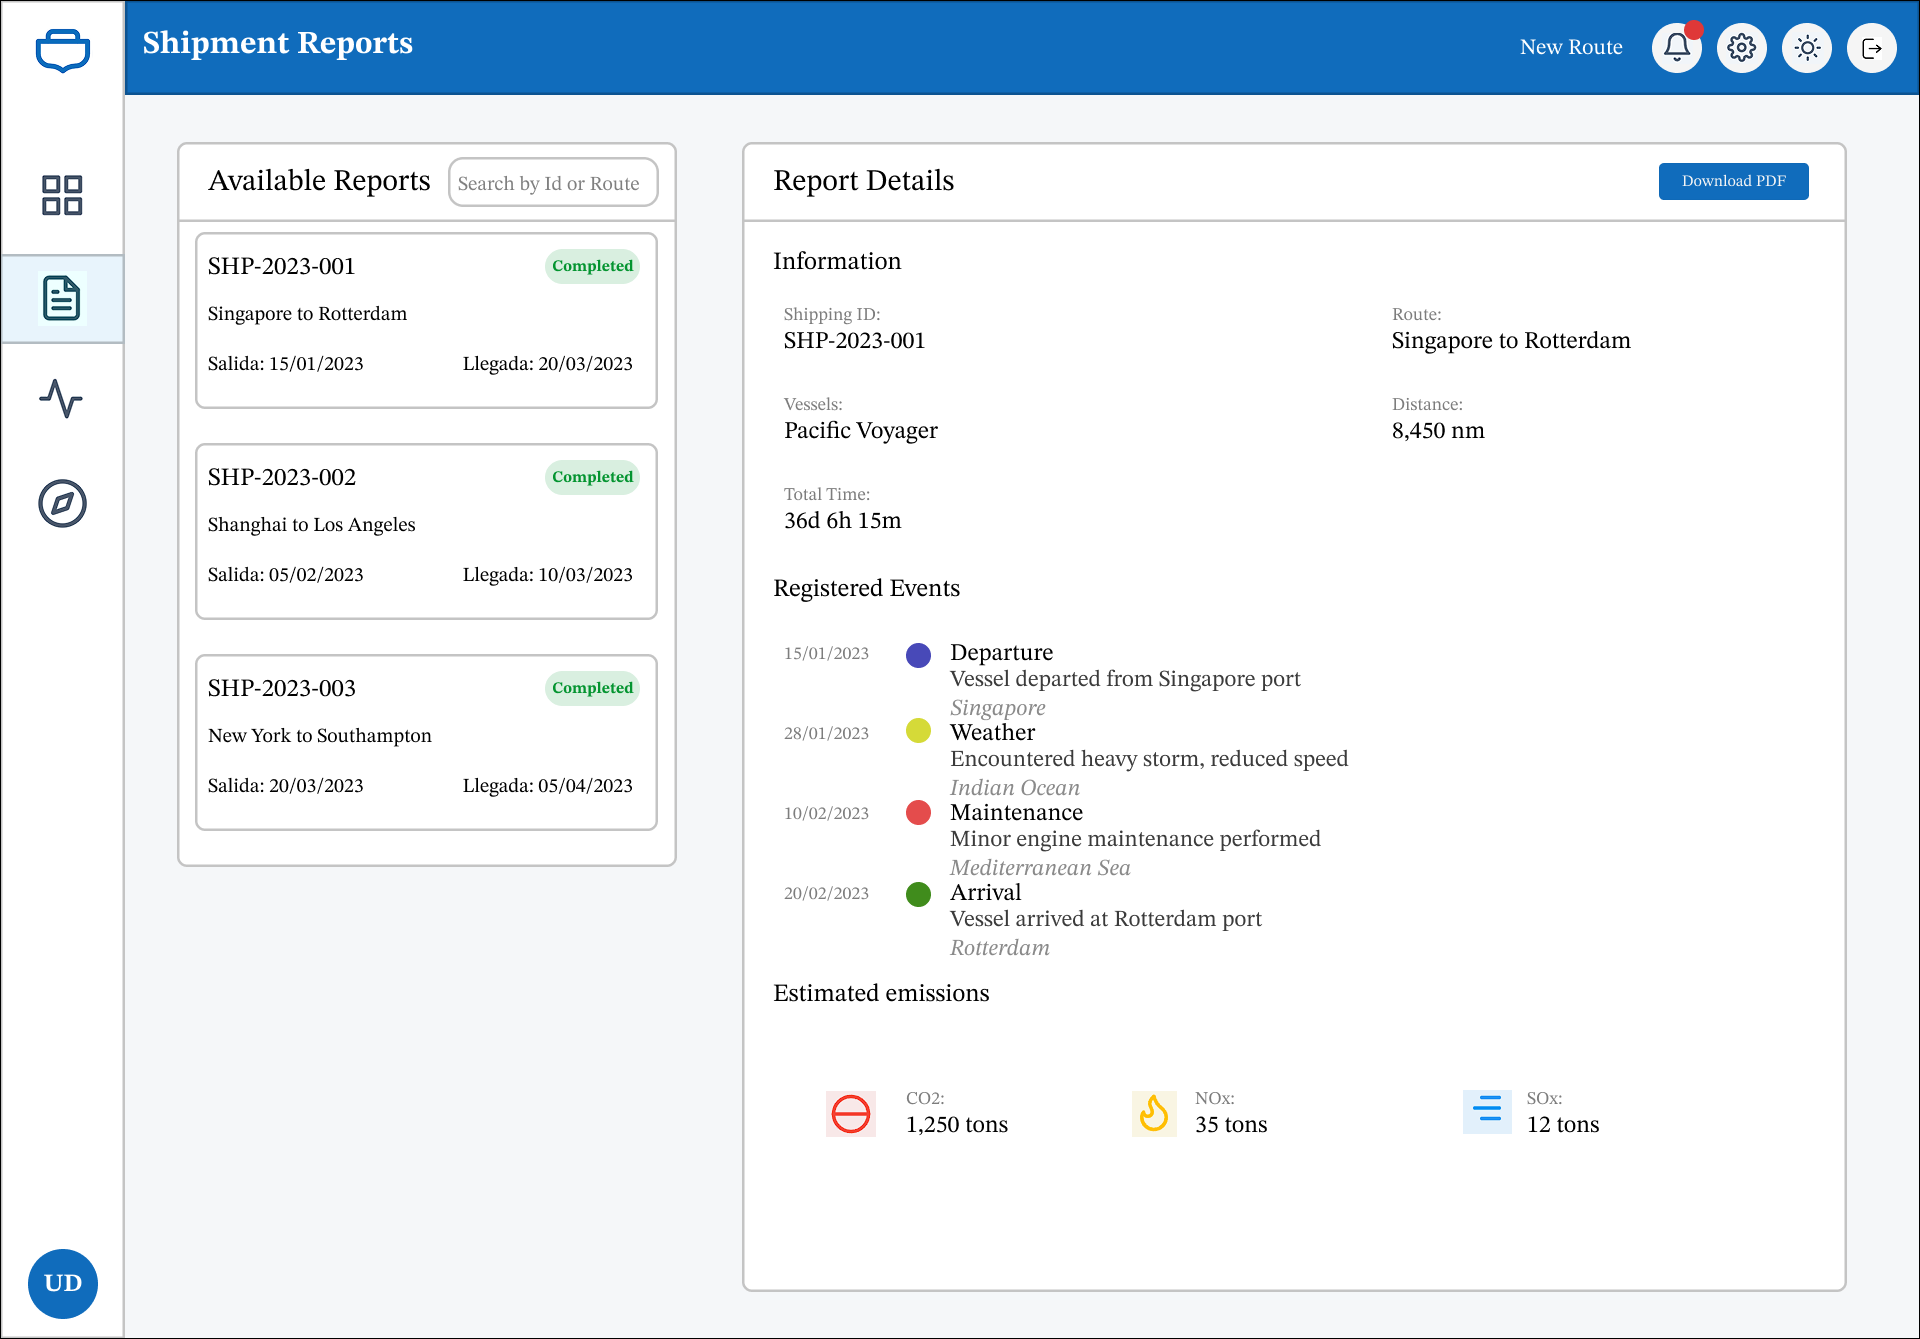 Shipment Reports
New Route
Available Reports
Search by Id or Route
SHP-2023-001
Completed
Singapore to Rotterdam
Salida: 15/01/2023
Llegada: 20/03/2023
SHP-2023-002
Completed
Shanghai to Los Angeles
Salida: 05/02/2023
Llegada: 10/03/2023
SHP-2023-003
Completed
New York to Southampton
Salida: 20/03/2023
Llegada: 05/04/2023
Report Details
Download PDF
Information
Shipping ID:
SHP-2023-001
Route:
Singapore to Rotterdam
Vessels:
Pacific Voyager
Distance:
8,450 nm
Total Time:
36d 6h 15m
Registered Events
15/01/2023
Departure
Vessel departed from Singapore port
Singapore
28/01/2023
Weather
Encountered heavy storm, reduced speed
Indian Ocean
10/02/2023
Maintenance
Minor engine maintenance performed
Mediterranean Sea
20/02/2023
Arrival
Vessel arrived at Rotterdam port
Rotterdam
Estimated emissions
CO2:
1,250 tons
NOx:
35 tons
SOx:
12 tons
UD